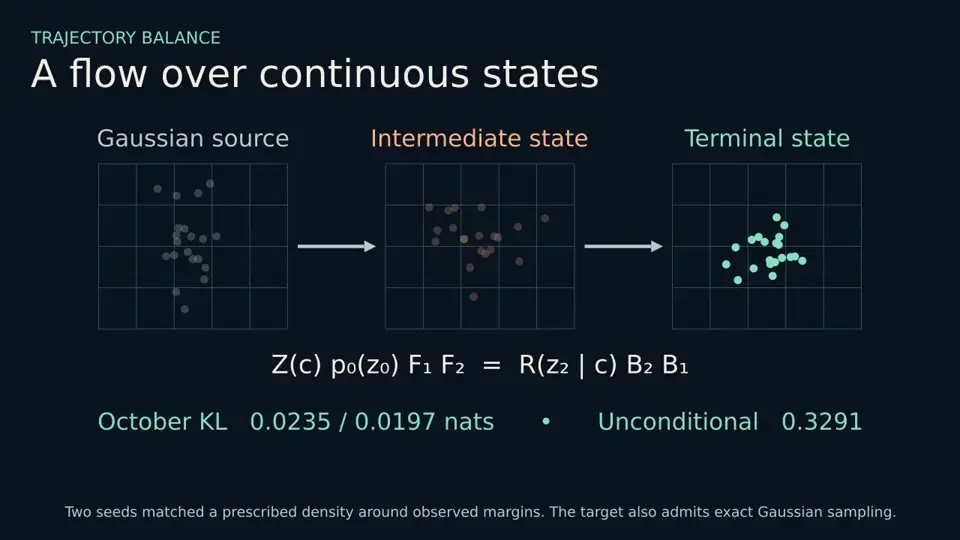 TRAJECTORY BALANCE
A flow over continuous states
Gaussian source
Intermediate state
Terminal state
Z(c) p₀(z₀) F₁ F₂ = R(z₂ | c) B₂ B₁
October KL 0.0235 / 0.0197 nats • Unconditional 0.3291
Two seeds matched a prescribed density around observed margins. The target also admits exact Gaussian sampling.